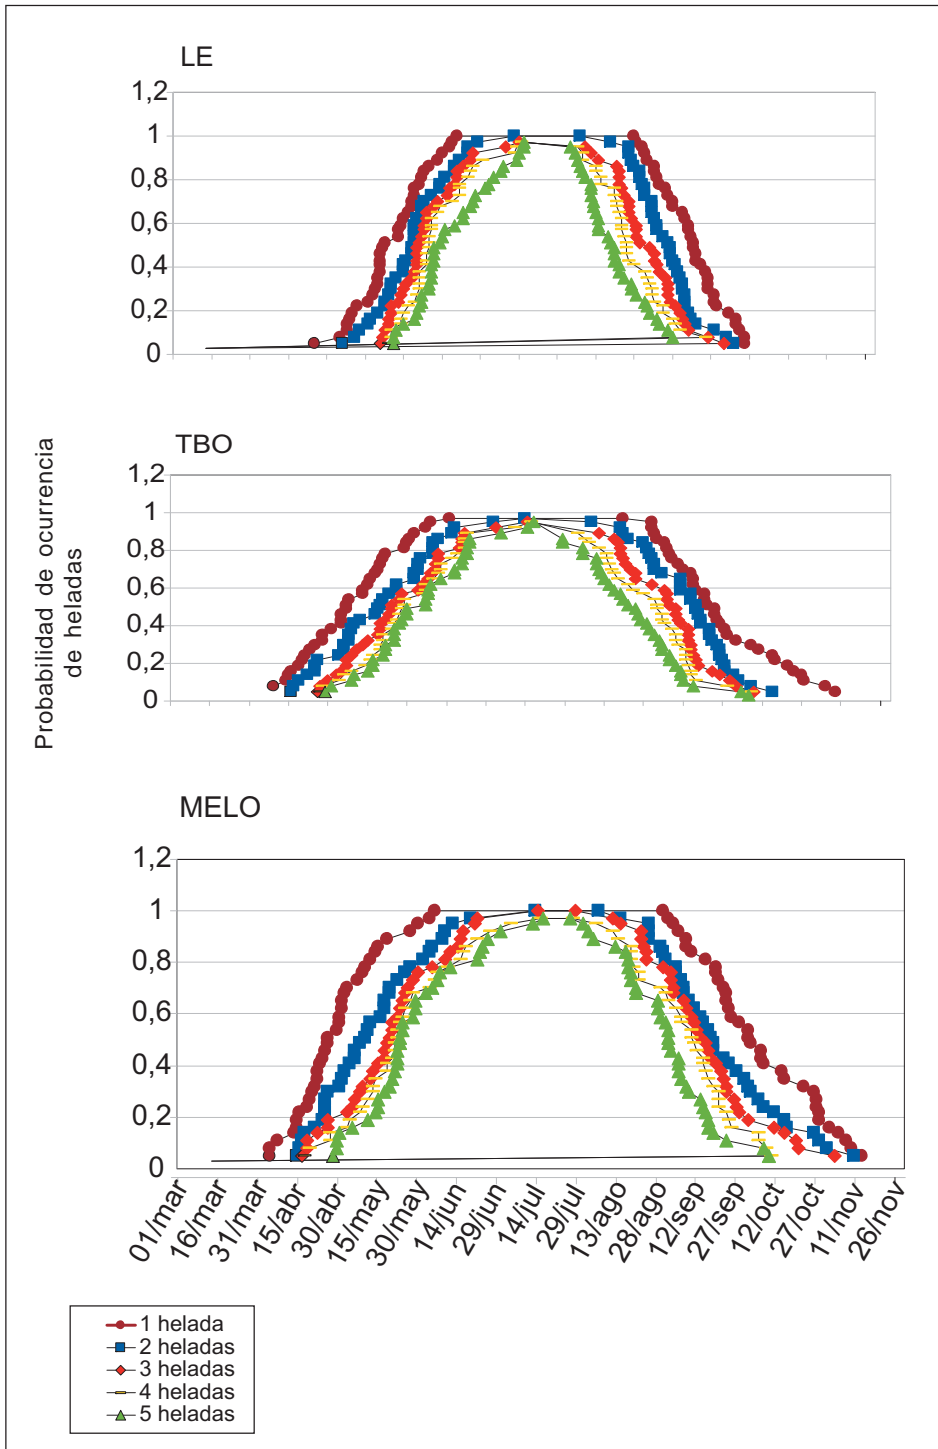 LE
1,2
1
0,8
0,6
0,4
0,2
0
TBO
1,2
1
0,8
0,6
0,4
0,2
0
Probabilidad de ocurrencia
de heladas
MELO
1,2
1
0,8
0,6
0,4
0,2
0
01/mar
16/mar
31/mar
15/abr
30/abr
15/may
30/may
14/jun
29/jun
14/jul
29/jul
13/ago
28/ago
12/sep
27/sep
12/oct
27/oct
11/nov
26/nov
1 helada
2 heladas
3 heladas
4 heladas
5 heladas